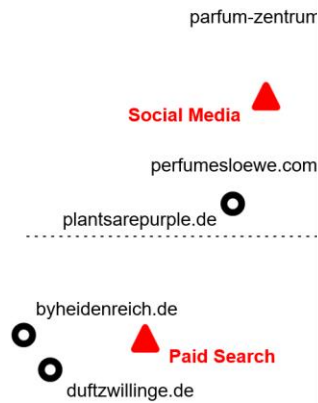 parfum-zentrum
Social Media
perfumesloewe.com
plantsarepurple.de
byheidenreich.de
Paid Search
duftzwillinge.de